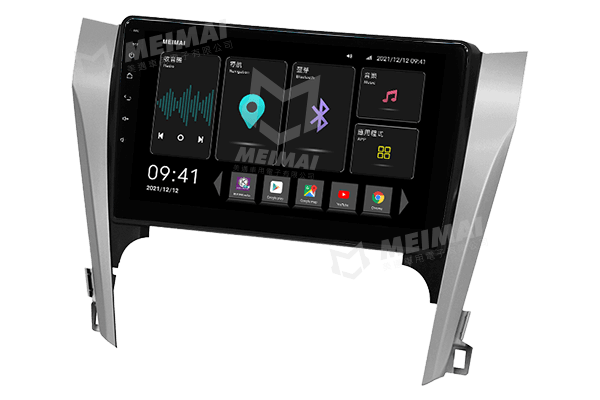 MEIMAI
2021/12/12 09:41
收音機
Radio
導航
Navigation
藍芽
Bluetooth
音樂
Music
應用程式
APP
09:41
2021/12/12
YouTube
Chrome
MEIMAI
MEIMAI
MEIMAI